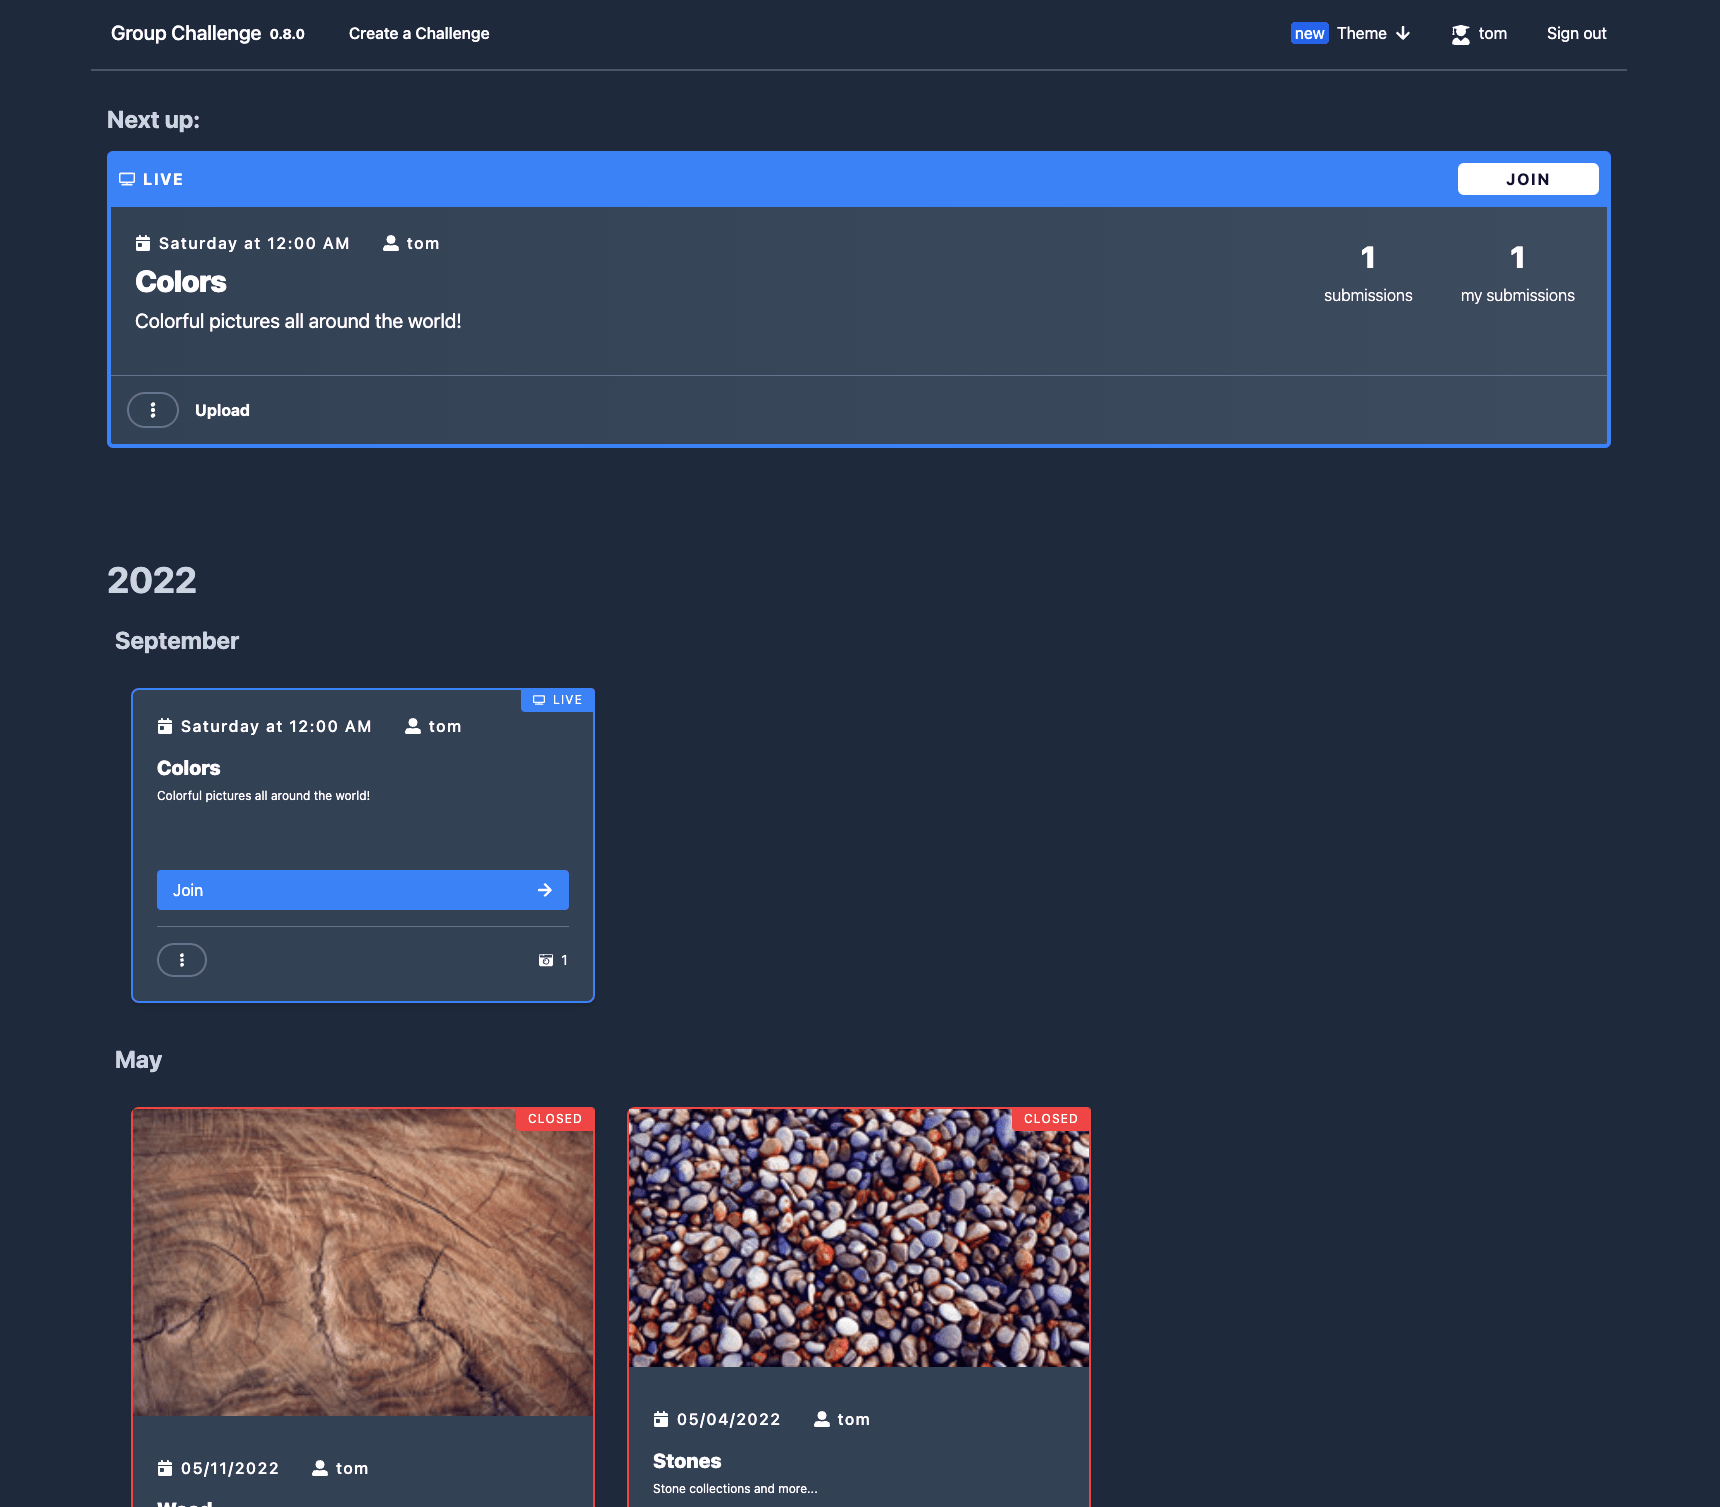 Group Challenge 0.8.0 Create a Challenge new Theme tom Sign out
Next up:
LIVE JOIN
Saturday at 12:00 AM tom
Colors
Colorful pictures all around the world!
1 submissions
1 my submissions
Upload
2022
September
LIVE
Saturday at 12:00 AM tom
Colors
Colorful pictures all around the world!
Join
1
May
CLOSED
05/11/2022 tom
CLOSED
05/04/2022 tom
Stones
Stone collections and more...